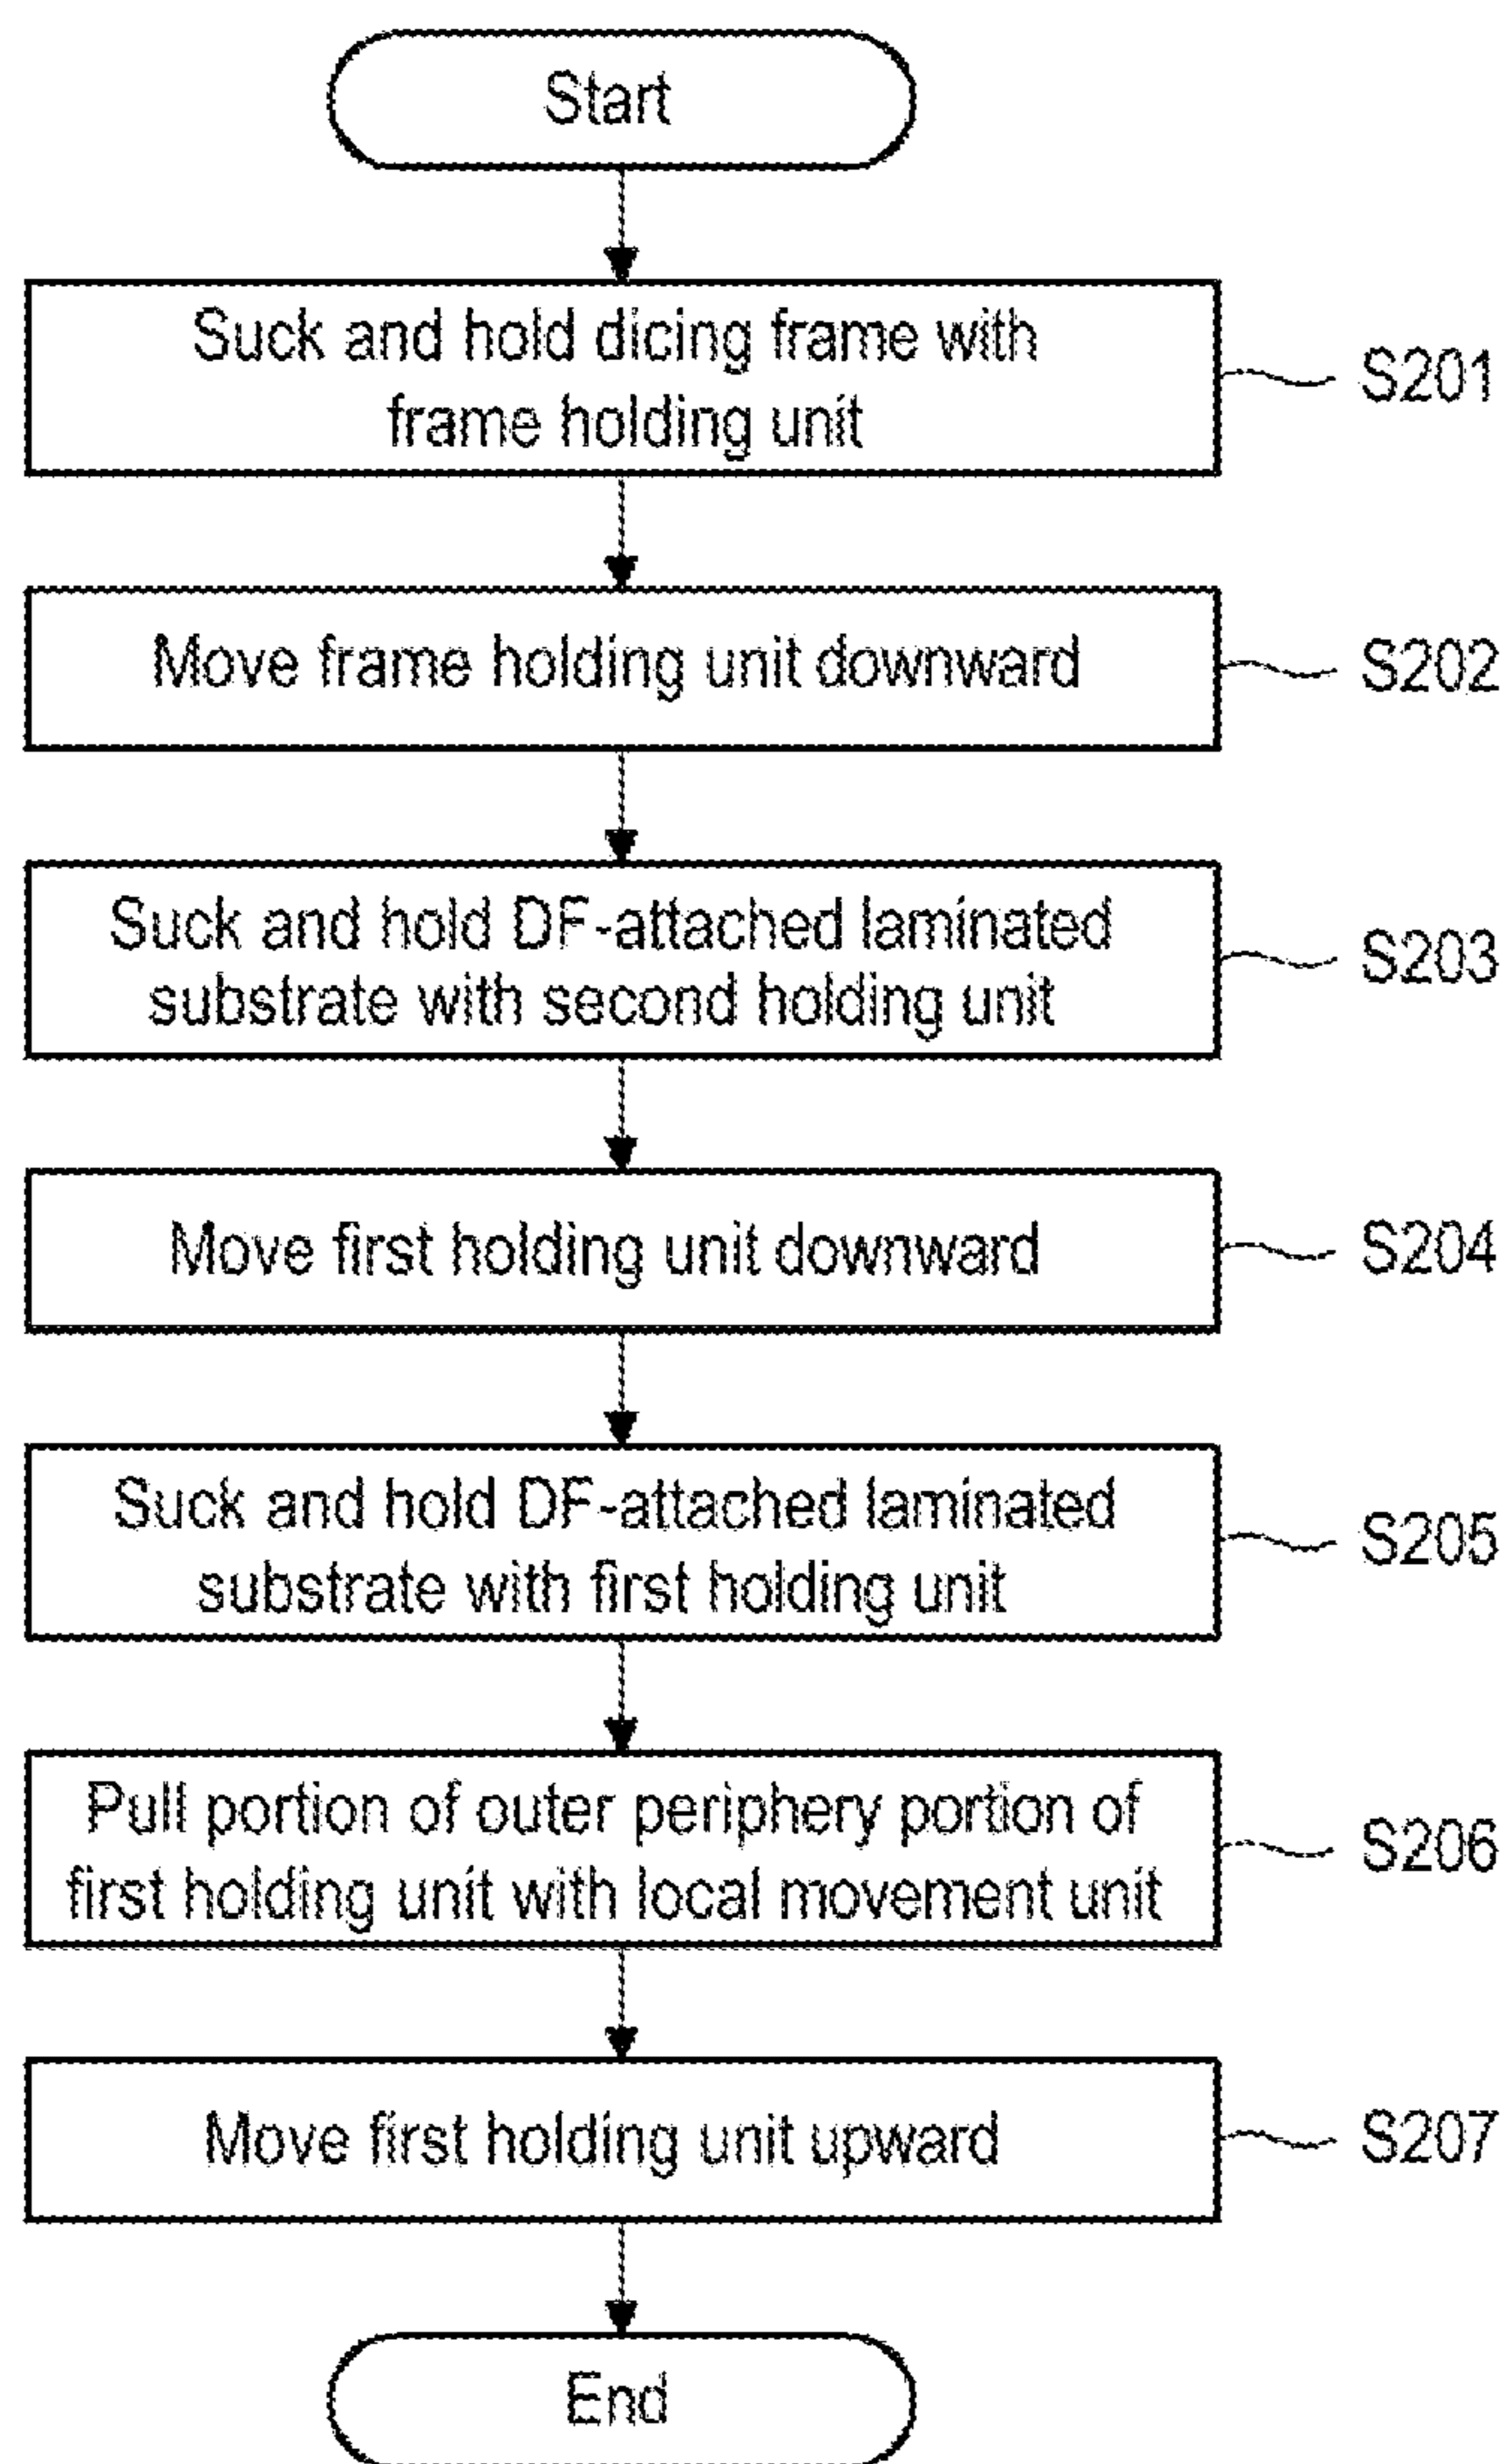 Start
Suck and hold dicing frame with
frame holding unit
S201
Move frame holding unit downward
S202
Suck and hold DF-attached laminated
substrate with second holding unit
S203
Move first holding unit downward
S204
Suck and hold DF-attached laminated
substrate with first holding unit
S205
Pull portion of outer periphery portion of
first holding unit with local movement unit
S206
Move first holding unit upward
S207
End